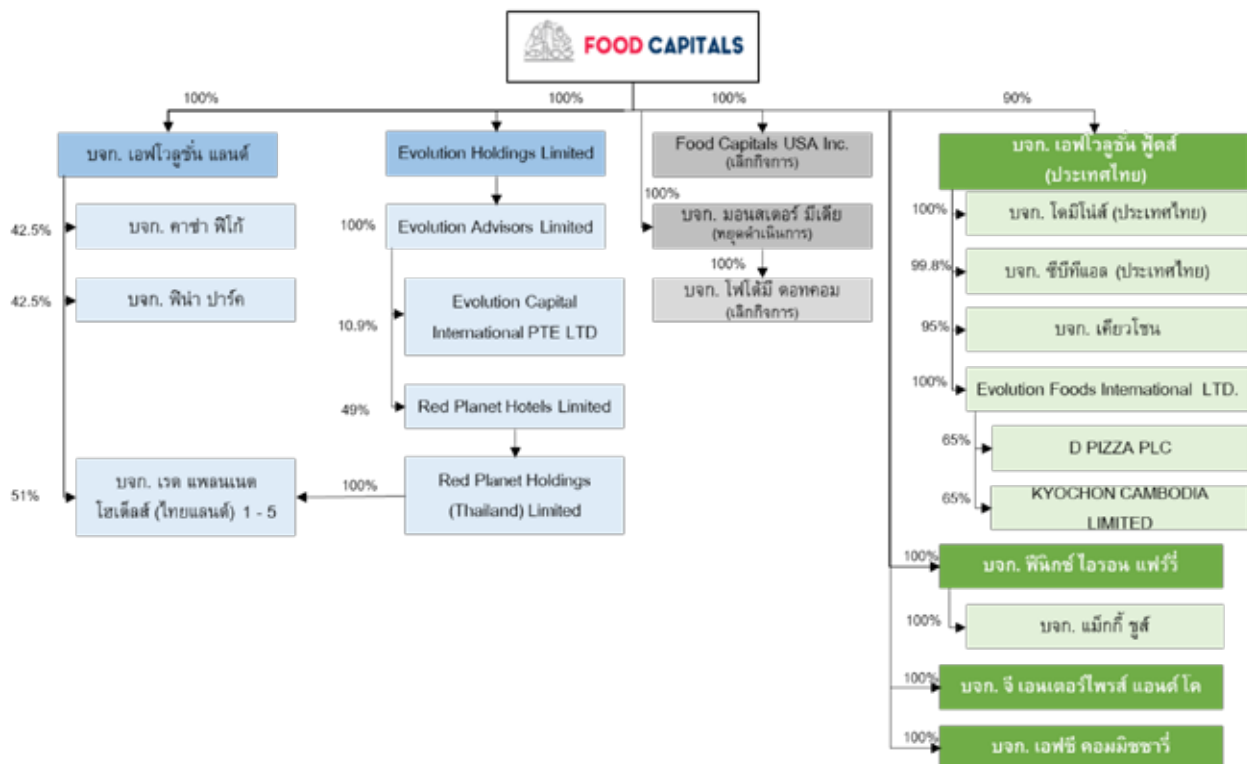 FOOD CAPITALS
100%
100%
100%
90%
บจก. เอฟโวลูชั่น แลนด์
42.5%
บจก. คาซ่า ฟีโก้
42.5%
บจก. ฟีน่า ปาร์ค
51%
บจก. เรด แพลนเนต
โฮเต็ลส์ (ไทยแลนด์) 1 - 5
Evolution Holdings Limited
100%
Evolution Advisors Limited
10.9%
Evolution Capital
International PTE LTD
49%
Red Planet Hotels Limited
100%
Red Planet Holdings
(Thailand) Limited
Food Capitals USA Inc.
(เลิกกิจการ)
100%
บจก. มอนสเตอร์ มีเดีย
(หยุดดำเนินการ)
100%
บจก. โฟโต้มี ดอทคอม
(เลิกกิจการ)
บจก. เอฟโวลูชั่น ฟู้ดส์
(ประเทศไทย)
100%
บจก. โดมิโน่ส์ (ประเทศไทย)
99.8%
บจก. ซีบีทีแอล (ประเทศไทย)
95%
บจก. เคียวโชน
100%
Evolution Foods International LTD.
65%
D PIZZA PLC
65%
KYOCHON CAMBODIA
LIMITED
100%
บจก. ฟีนิกซ์ ไอรอน แฟร์รี่
100%
บจก. แม็กกี้ ชูส์
100%
บจก. จี เอนเตอร์ไพรส์ แอนด์ โค
100%
บจก. เอฟซี คอมมิชชารี่